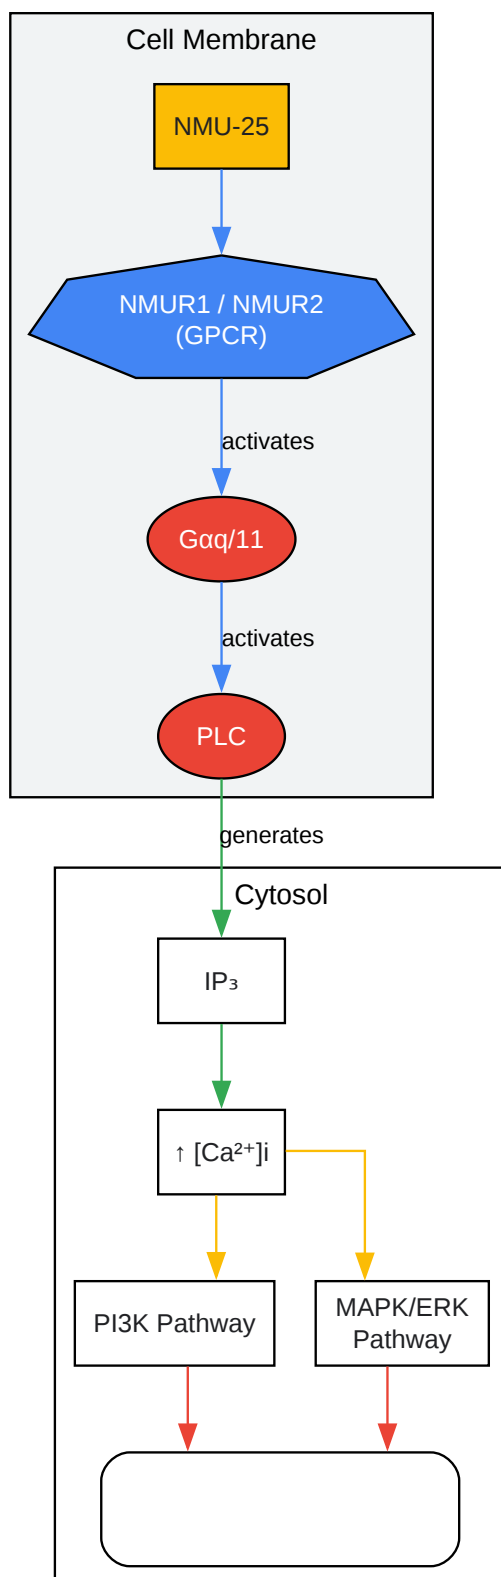 Cell Membrane
NMU-25
NMUR1 / NMUR2
(GPCR)
activates
Gαq/11
activates
PLC
generates
Cytosol
IP₃
↑ [Ca²⁺]i
PI3K Pathway
MAPK/ERK
Pathway